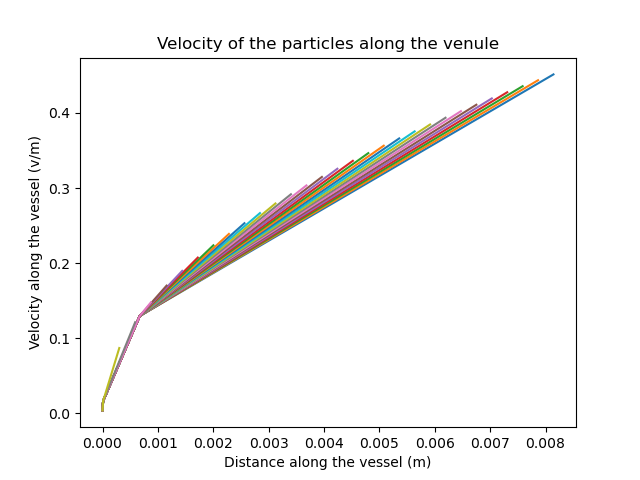 Velocity of the particles along the venule
Velocity along the vessel (v/m)
0.4
0.3
0.2
0.1
0.0
0.000 0.001 0.002 0.003 0.004 0.005 0.006 0.007 0.008
Distance along the vessel (m)